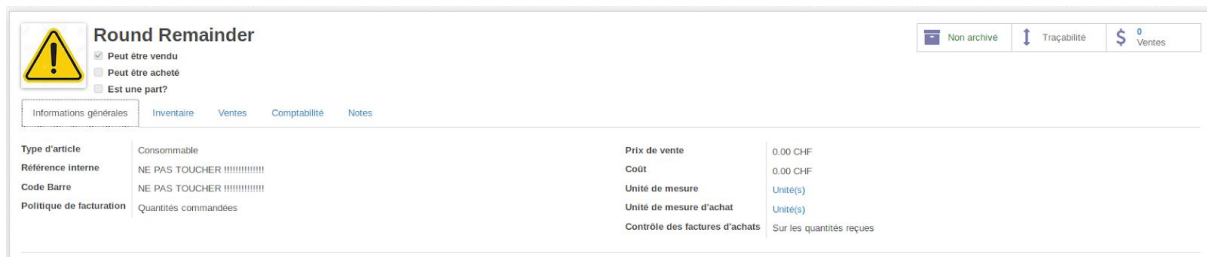 Round Remainder
Peut être vendu
Peut être acheté
Est une part?
Non archivé
Traçabilité
0
Ventes
Informations générales Inventaire Ventes Comptabilité Notes
Type d'article Consommable
Référence interne NE PAS TOUCHER !!!!!!!!!!!!!!
Code Barre NE PAS TOUCHER !!!!!!!!!!!!!!
Politique de facturation Quantités commandées
Prix de vente 0.00 CHF
Coût 0.00 CHF
Unité de mesure Unité(s)
Unité de mesure d'achat Unité(s)
Contrôle des factures d'achats Sur les quantités reçues